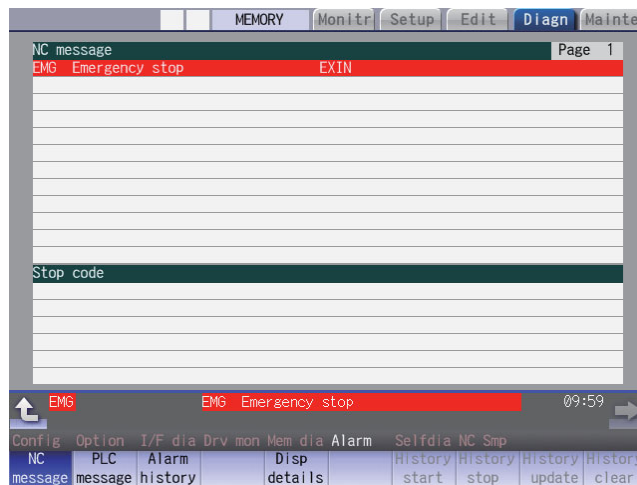 MEMORY Monitr Setup Edit Diagn Mainte
NC message Page 1
EMG Emergency stop EXIN
Stop code
EMG EMG Emergency stop 09:59
Config Option I/F dia Drv mon Mem dia Alarm Selfdia NC Smp
NC PLC Alarm Disp History History History History
message message history details start stop update clear